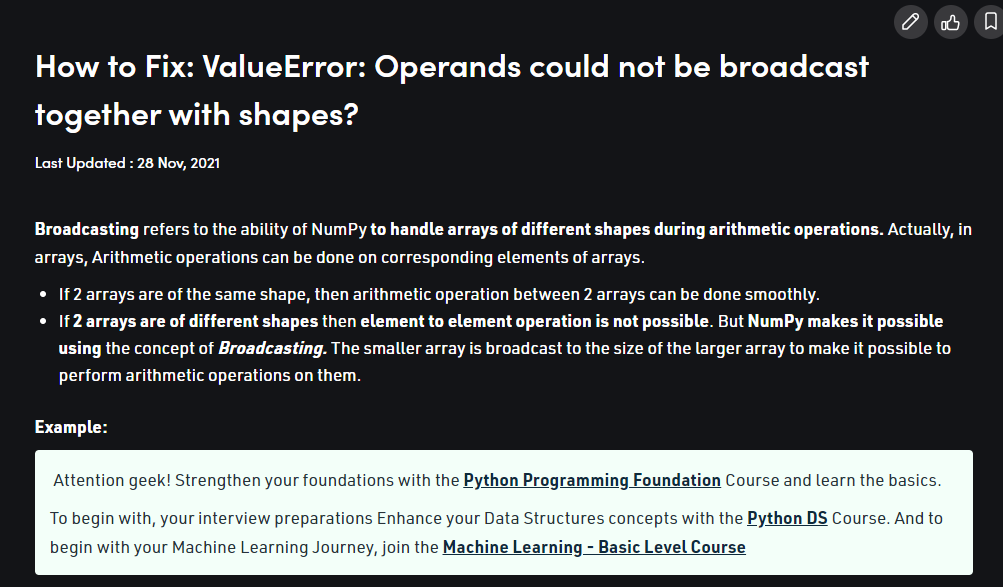 How to Fix: ValueError: Operands could not be broadcast
together with shapes?
Last Updated : 28 Nov, 2021
Broadcasting refers to the ability of NumPy to handle arrays of different shapes during arithmetic operations. Actually, in
arrays, Arithmetic operations can be done on corresponding elements of arrays.
• If 2 arrays are of the same shape, then arithmetic operation between 2 arrays can be done smoothly.
• If 2 arrays are of different shapes then element to element operation is not possible. But NumPy makes it possible
using the concept of Broadcasting. The smaller array is broadcast to the size of the larger array to make it possible to
perform arithmetic operations on them.
Example:
Attention geek! Strengthen your foundations with the Python Programming Foundation Course and learn the basics.
To begin with, your interview preparations Enhance your Data Structures concepts with the Python DS Course. And to
begin with your Machine Learning Journey, join the Machine Learning - Basic Level Course